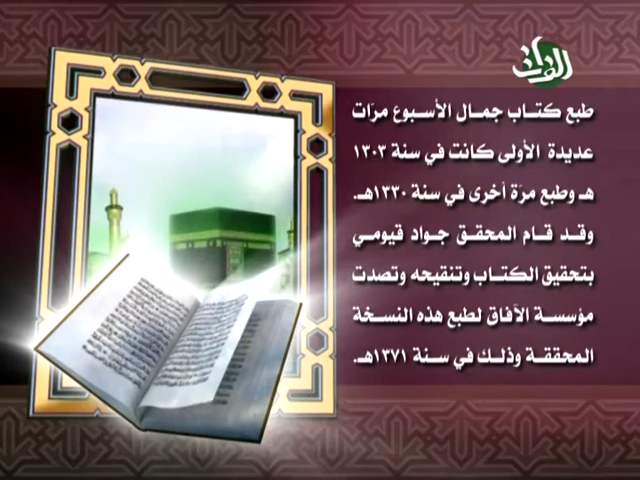 الفرات
طبع كتاب جمال الأسبوع مرّات
عديدة الأولى كانت في سنة ١٣٠٣
هـ وطبع مرّة أخرى في سنة ١٣٣٠هـ.
وقد قام المحقق جواد قيومي
بتحقيق الكتاب وتنقيحه وتصدت
مؤسسة الآفاق لطبع هذه النسخة
المحققة وذلك في سنة ١٣٧١هـ.